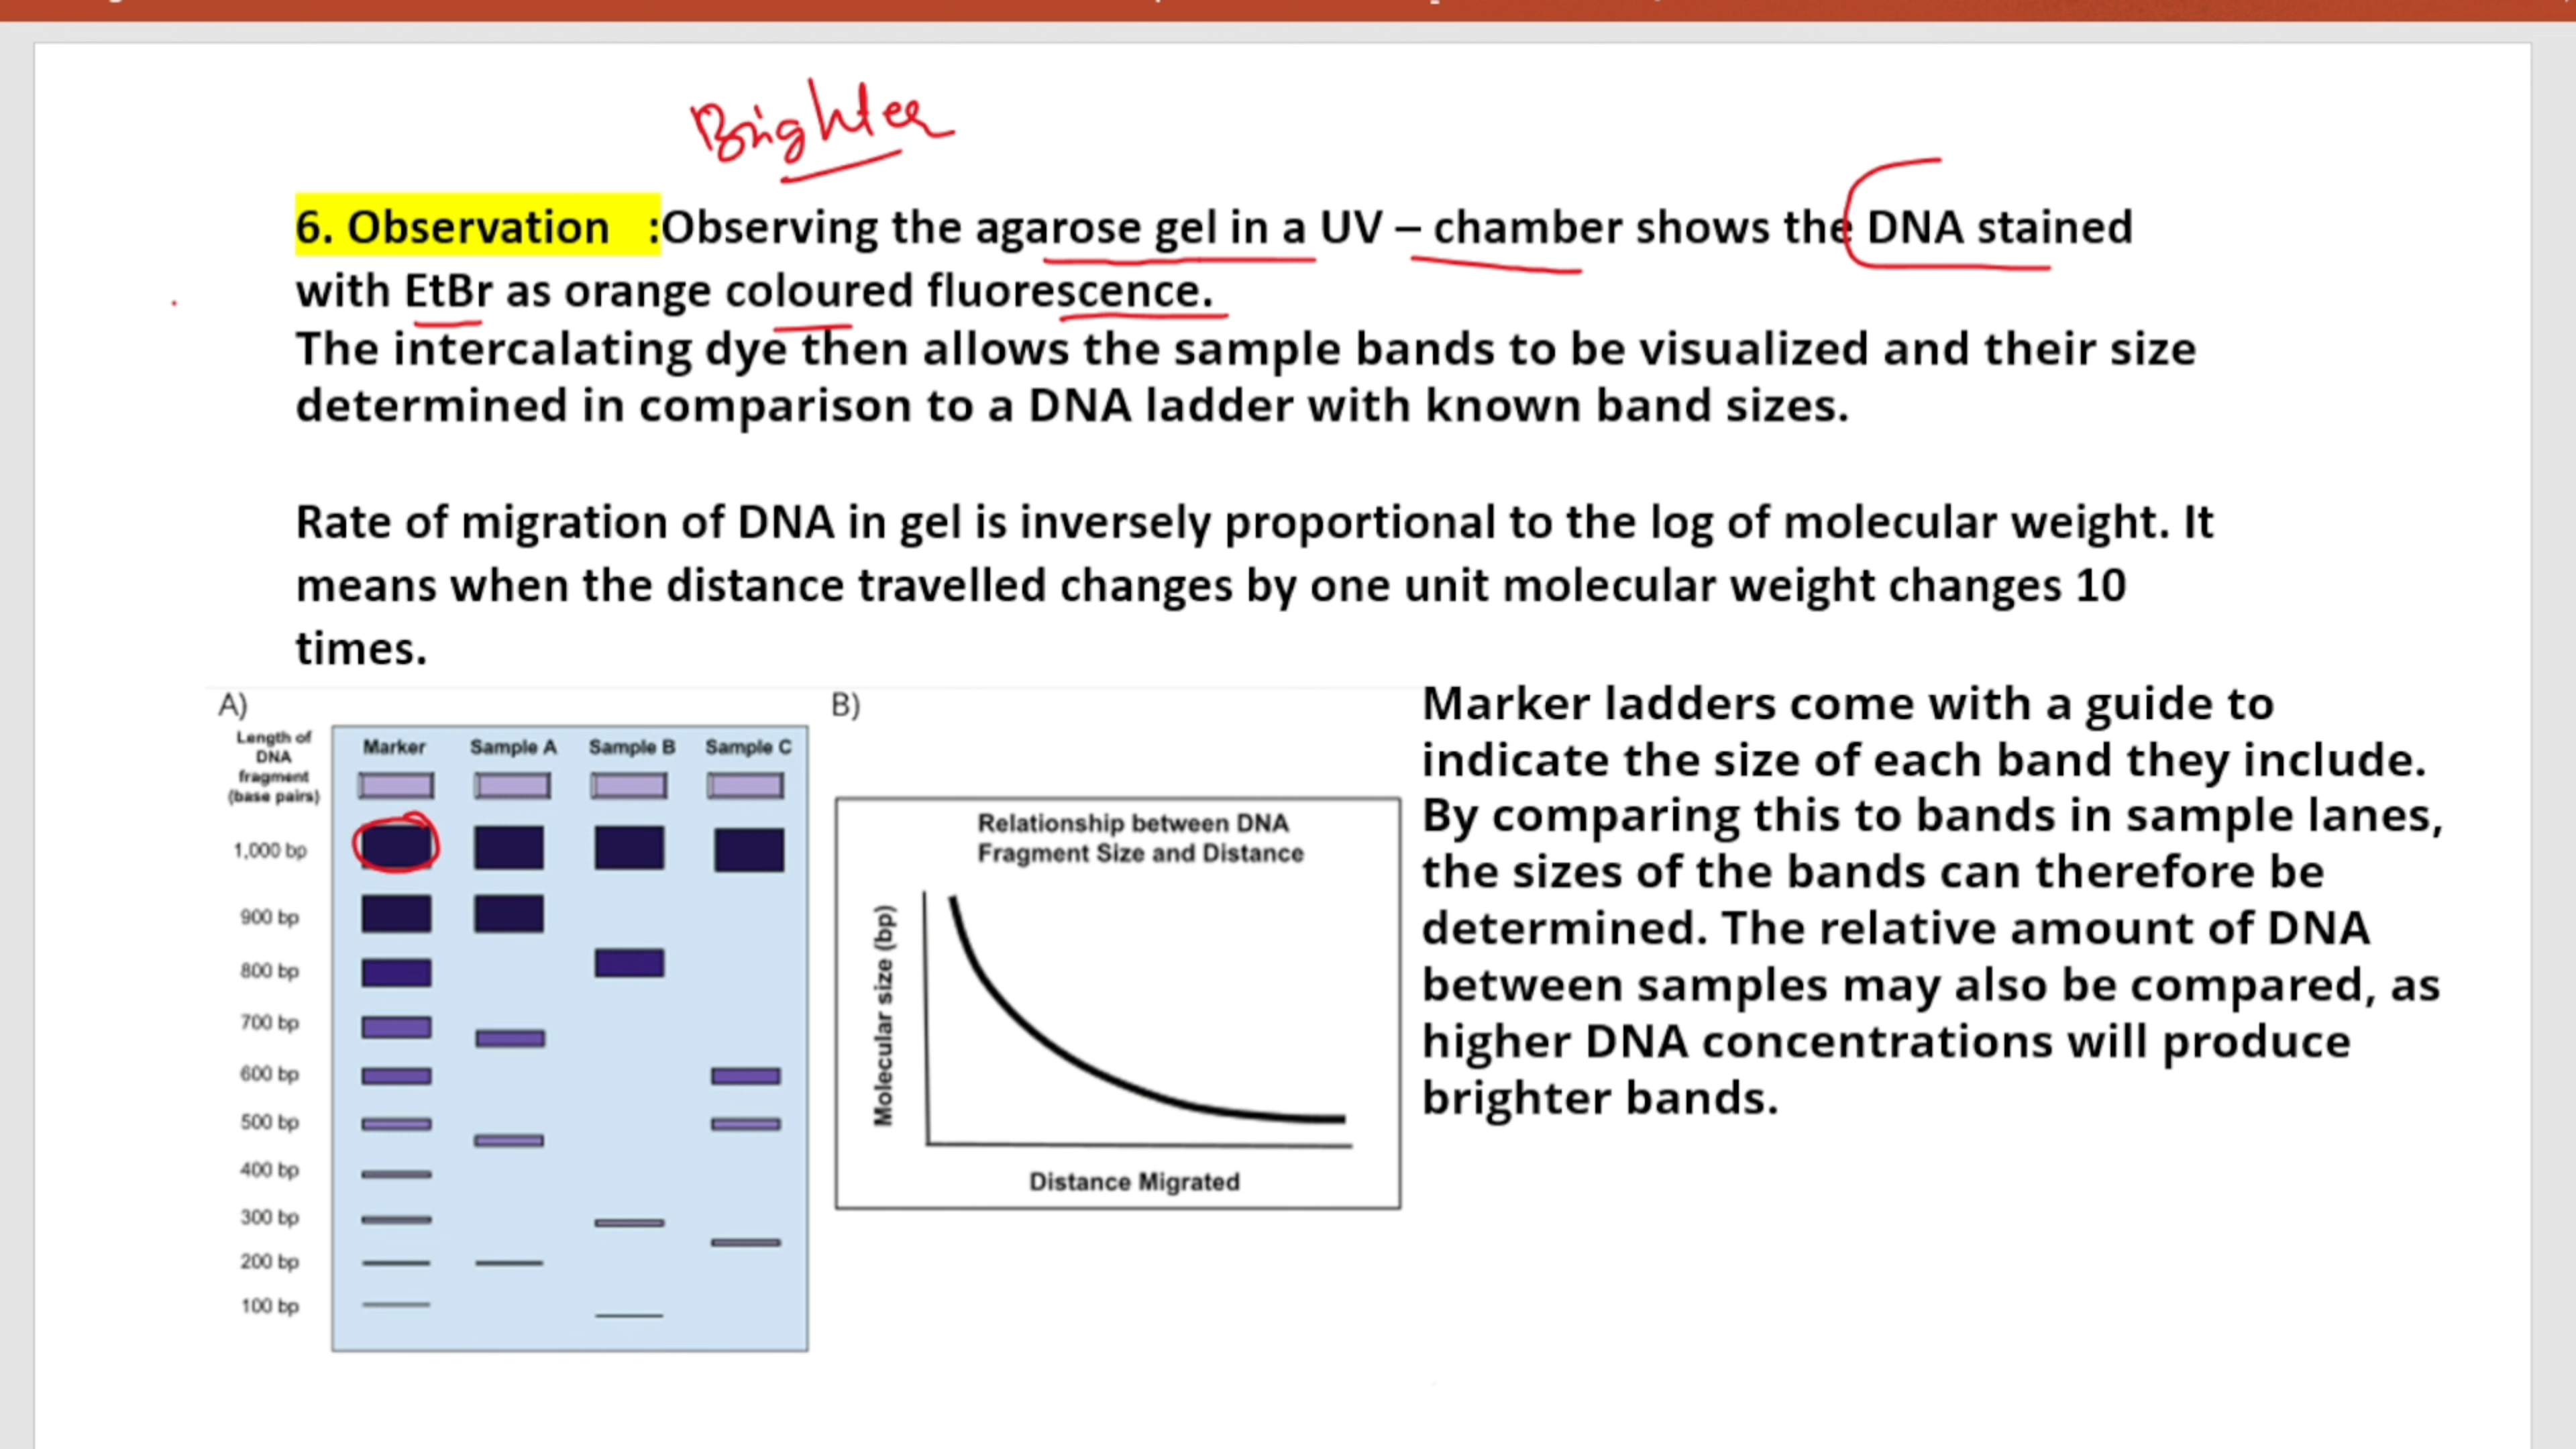 Brighter
6. Observation :Observing the agarose gel in a UV – chamber shows the DNA stained
with EtBr as orange coloured fluorescence.
The intercalating dye then allows the sample bands to be visualized and their size
determined in comparison to a DNA ladder with known band sizes.
Rate of migration of DNA in gel is inversely proportional to the log of molecular weight. It
means when the distance travelled changes by one unit molecular weight changes 10
times.
A)
Length of
DNA
fragment
(base pairs)
Marker Sample A Sample B Sample C
1,000 bp
900 bp
800 bp
700 bp
600 bp
500 bp
400 bp
300 bp
200 bp
100 bp
B)
Relationship between DNA
Fragment Size and Distance
Molecular size (bp)
Distance Migrated
Marker ladders come with a guide to
indicate the size of each band they include.
By comparing this to bands in sample lanes,
the sizes of the bands can therefore be
determined. The relative amount of DNA
between samples may also be compared, as
higher DNA concentrations will produce
brighter bands.